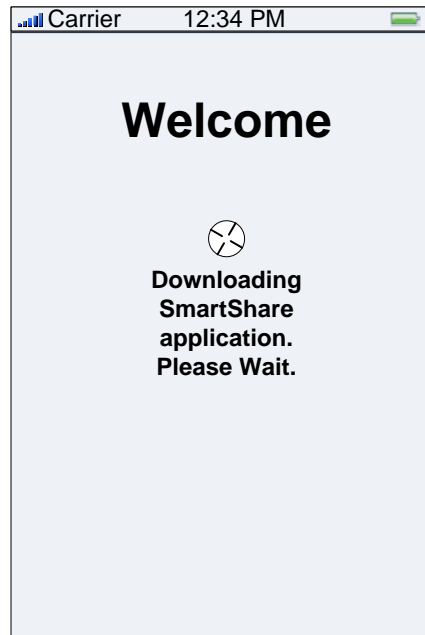 Carrier 12:34 PM
Welcome
Downloading
SmartShare
application.
Please Wait.